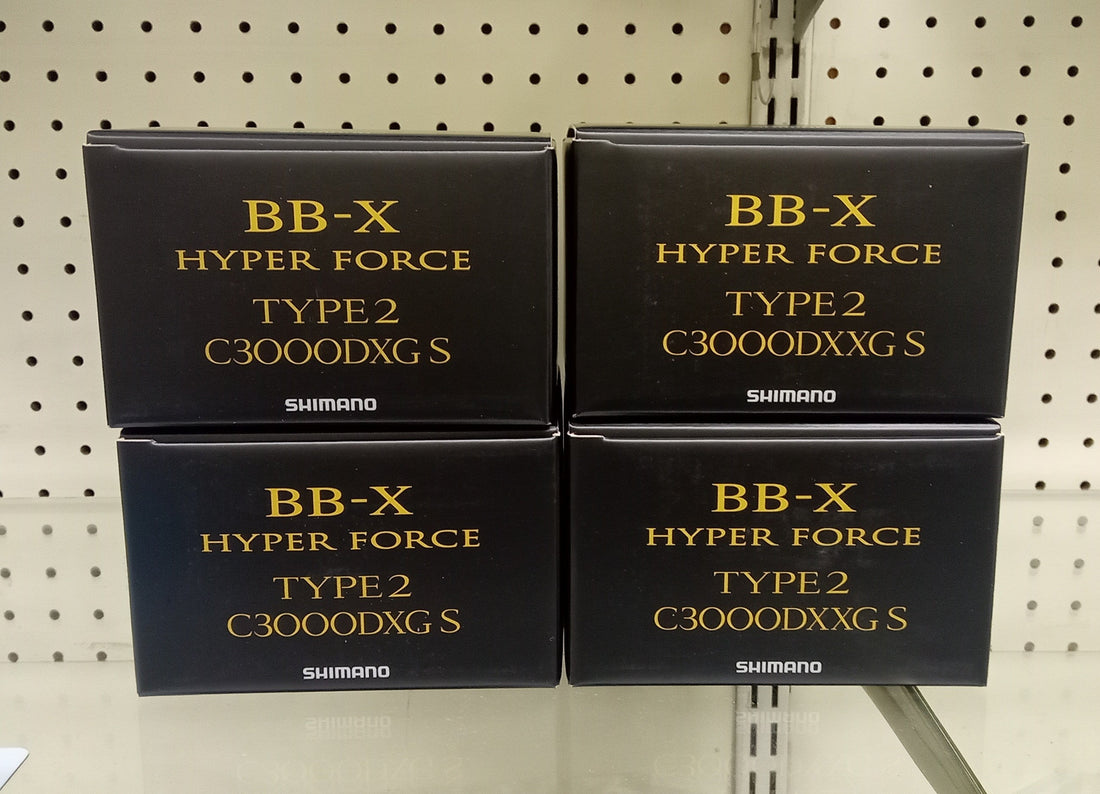 BB-X
HYPER FORCE
TYPE 2
C3000DXG S
SHIMANO
BB-X
HYPER FORCE
TYPE 2
C3000DXXG S
SHIMANO
BB-X
HYPER FORCE
TYPE 2
C3000DXG S
SHIMANO
BB-X
HYPER FORCE
TYPE 2
C3000DXXG S
SHIMANO